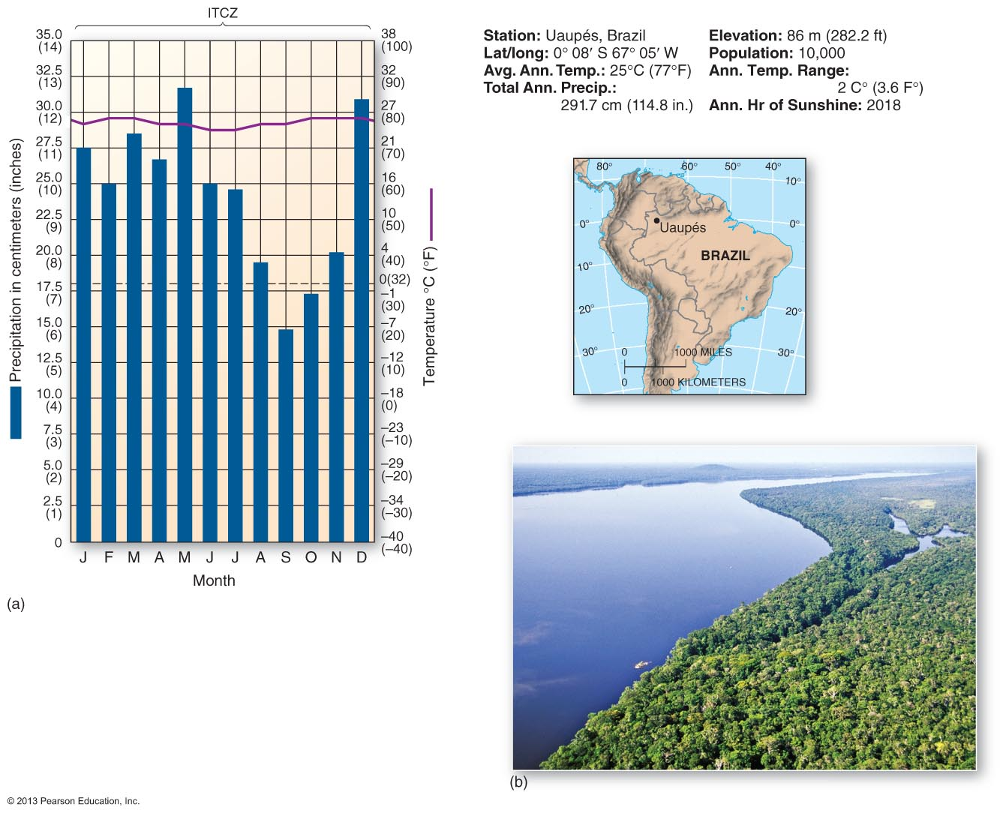 ITCZ
35.0
(14)
32.5
(13)
30.0
(12)
27.5
(11)
25.0
(10)
22.5
(9)
20.0
(8)
17.5
(7)
15.0
(6)
12.5
(5)
10.0
(4)
7.5
(3)
5.0
(2)
2.5
(1)
0
Precipitation in centimeters (inches)
38
(100)
32
(90)
27
(80)
21
(70)
16
(60)
10
(50)
4
(40)
0(32)
–1
(30)
–7
(20)
–12
(10)
–18
(0)
–23
(–10)
–29
(–20)
–34
(–30)
–40
(–40)
Temperature °C (°F)
J F M A M J J A S O N D
Month
(a)
Station: Uaupés, Brazil
Lat/long: 0° 08′ S 67° 05′ W
Avg. Ann. Temp.: 25°C (77°F)
Total Ann. Precip.:
291.7 cm (114.8 in.)
Elevation: 86 m (282.2 ft)
Population: 10,000
Ann. Temp. Range:
2 C° (3.6 F°)
Ann. Hr of Sunshine: 2018
80° 60° 50° 40°
10°
0° 0°
Uaupés
BRAZIL
10°
20° 20°
30° 30°
0 1000 MILES
0 1000 KILOMETERS
(b)
© 2013 Pearson Education, Inc.